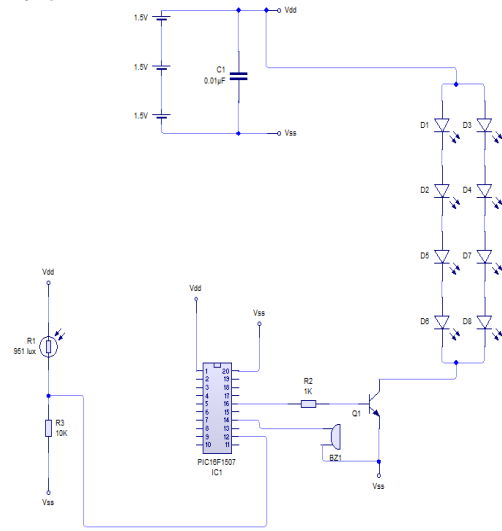 1.5V
Vdd
C1
0.01µF
1.5V
1.5V
Vss
D1
D3
D2
D4
D5
D7
D6
D8
Vdd
Vdd
Vss
R1
951 lux
R3
10K
Vss
1 20
2 19
3 18
4 17
5 16
6 15
7 14
8 13
9 12
10 11
PIC16F1507
IC1
R2
1K
Q1
BZ1
Vss